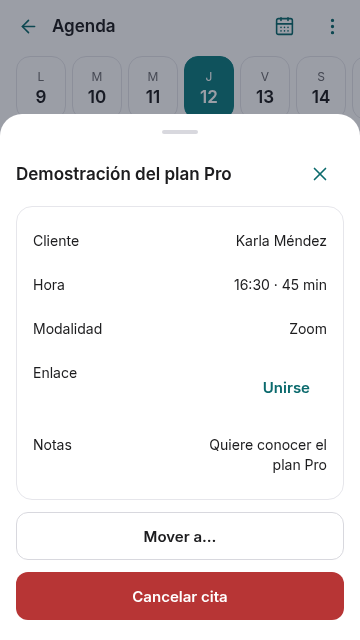 Agenda
L M M J V S
9 10 11 12 13 14
Demostración del plan Pro
Cliente Karla Méndez
Hora 16:30 · 45 min
Modalidad Zoom
Enlace
Unirse
Notas Quiere conocer el
plan Pro
Mover a...
Cancelar cita